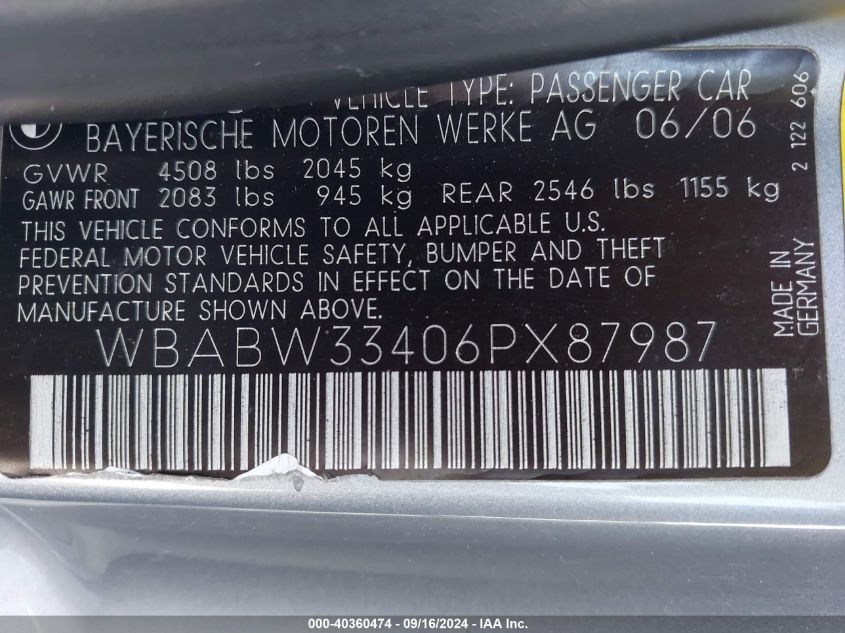 VEHICLE TYPE: PASSENGER CAR
BAYERISCHE MOTOREN WERKE AG 06/06
GVWR 4508 lbs 2045 kg
GAWR FRONT 2083 lbs 945 kg REAR 2546 lbs 1155 kg
THIS VEHICLE CONFORMS TO ALL APPLICABLE U.S.
FEDERAL MOTOR VEHICLE SAFETY, BUMPER AND THEFT
PREVENTION STANDARDS IN EFFECT ON THE DATE OF
MANUFACTURE SHOWN ABOVE.
WBABW33406PX87987
2 122 606
MADE IN
GERMANY
000-40360474 - 09/16/2024 - IAAI.com